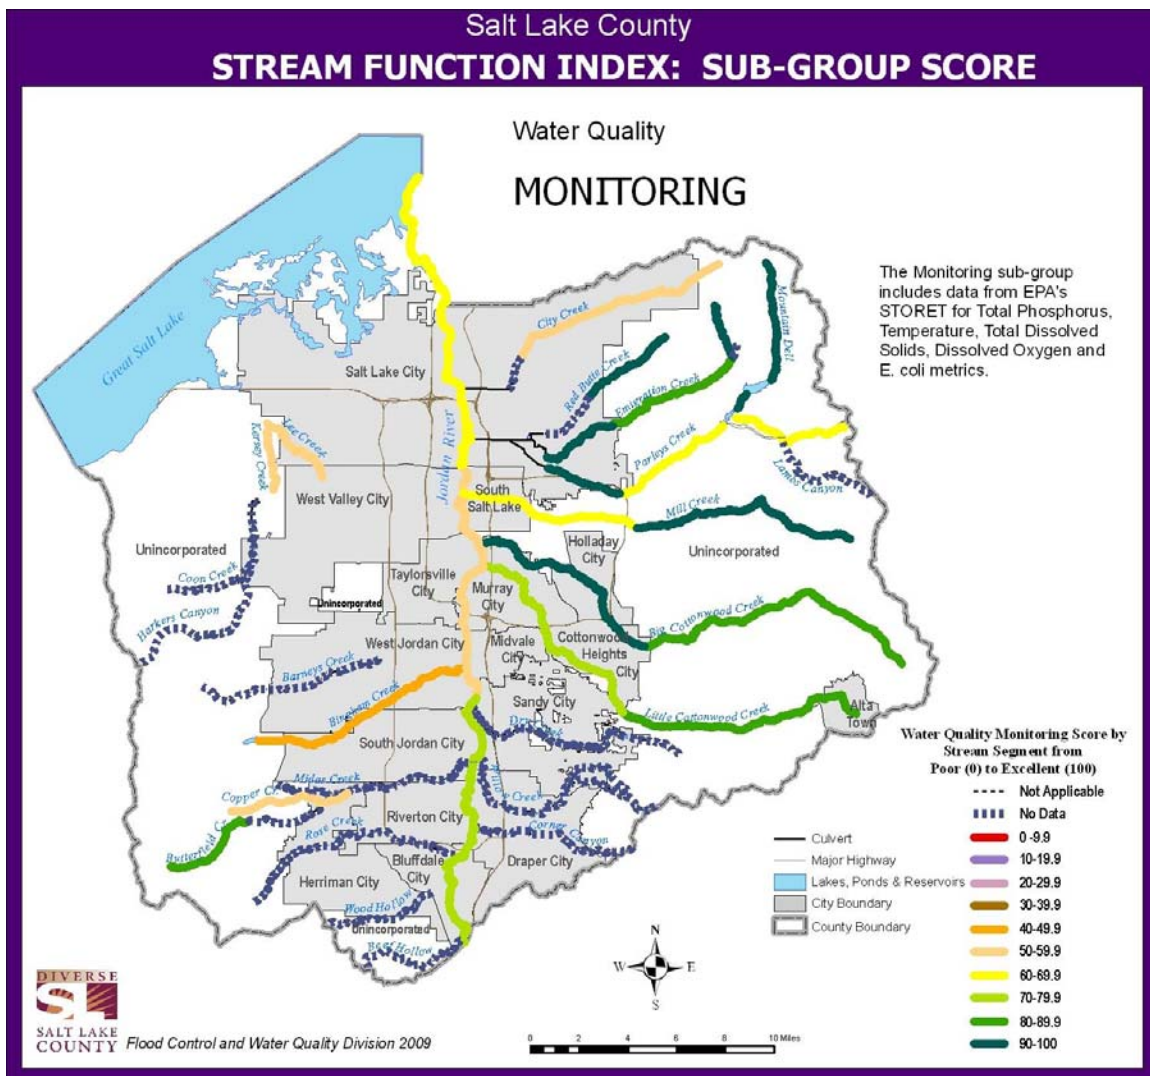 Salt Lake County
STREAM FUNCTION INDEX: SUB-GROUP SCORE
Water Quality
MONITORING
The Monitoring sub-group
includes data from EPA's
STORET for Total Phosphorus,
Temperature, Total Dissolved
Solids, Dissolved Oxygen and
E. coli metrics.
Great Salt Lake
City Creek
Mountain Dell
Salt Lake City
Red Butte Creek
Emigration Creek
Jordan River
Lee Creek
Kersey Creek
Parleys Creek
Lambs Canyon
West Valley City
South
Salt Lake
Mill Creek
Unincorporated
Holladay
City
Unincorporated
Coon Creek
Taylorsville
City
Murray
City
Unincorporated
Harkers Canyon
Big Cottonwood Creek
West Jordan City
Midvale
City
Cottonwood
Heights
City
Barneys Creek
Bingham Creek
Sandy City
Little Cottonwood Creek
Alta
Town
Dry Creek
South Jordan City
Midas Creek
Willow Creek
Copper Cr.
Riverton City
Rose Creek
Corner Canyon
Butterfield Cr.
Bluffdale
City
Draper City
Herriman City
Wood Hollow
Unincorporated
Beef Hollow
Water Quality Monitoring Score by
Stream Segment from
Poor (0) to Excellent (100)
Not Applicable
No Data
0 -9.9
10-19.9
20-29.9
30-39.9
40-49.9
50-59.9
60-69.9
70-79.9
80-89.9
90-100
Culvert
Major Highway
Lakes, Ponds & Reservoirs
City Boundary
County Boundary
N
W
E
S
0 2 4 6 8 10 Miles
DIVERSE
SL
SALT LAKE
COUNTY
Flood Control and Water Quality Division 2009